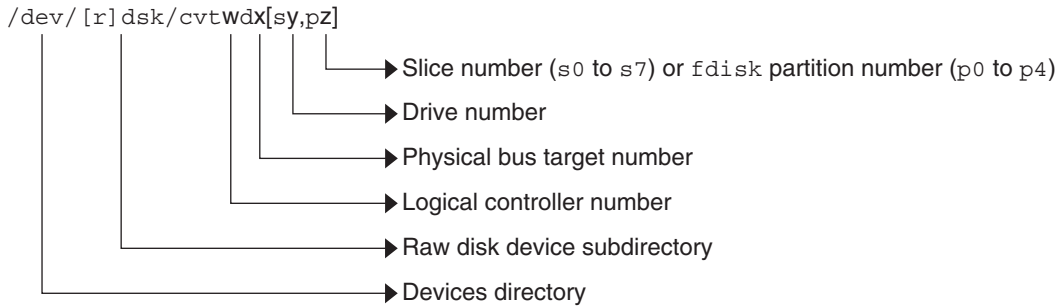 /dev/[r]dsk/cvtwdx[sy,pz]
Slice number (s0 to s7) or fdisk partition number (p0 to p4)
Drive number
Physical bus target number
Logical controller number
Raw disk device subdirectory
Devices directory